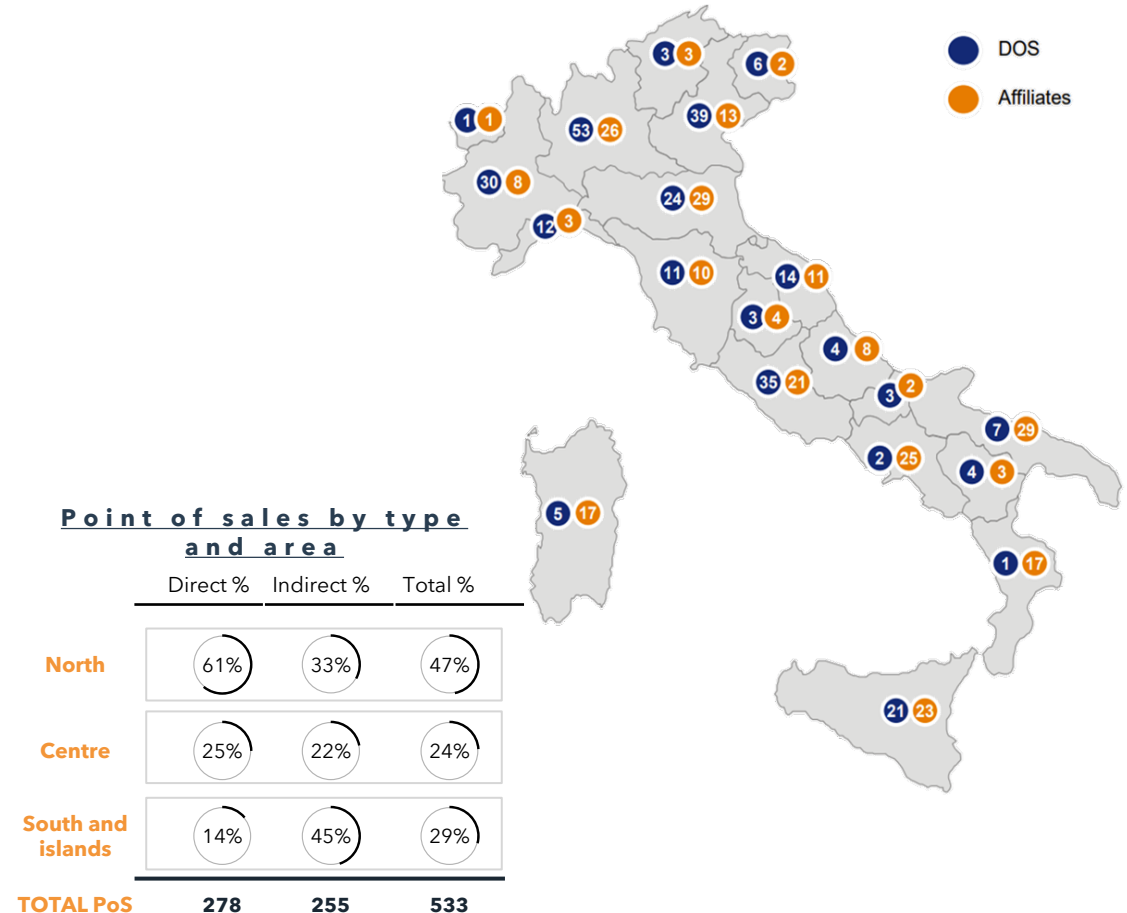 DOS
Affiliates
3 3
6 2
1 1
53 26
39 13
30 8
24 29
12 3
11 10
14 11
3 4
4 8
35 21
3 2
7 29
2 25
4 3
5 17
1 17
21 23
Point of sales by type
and area
Direct % Indirect % Total %
North 61% 33% 47%
Centre 25% 22% 24%
South and
islands 14% 45% 29%
TOTAL PoS 278 255 533